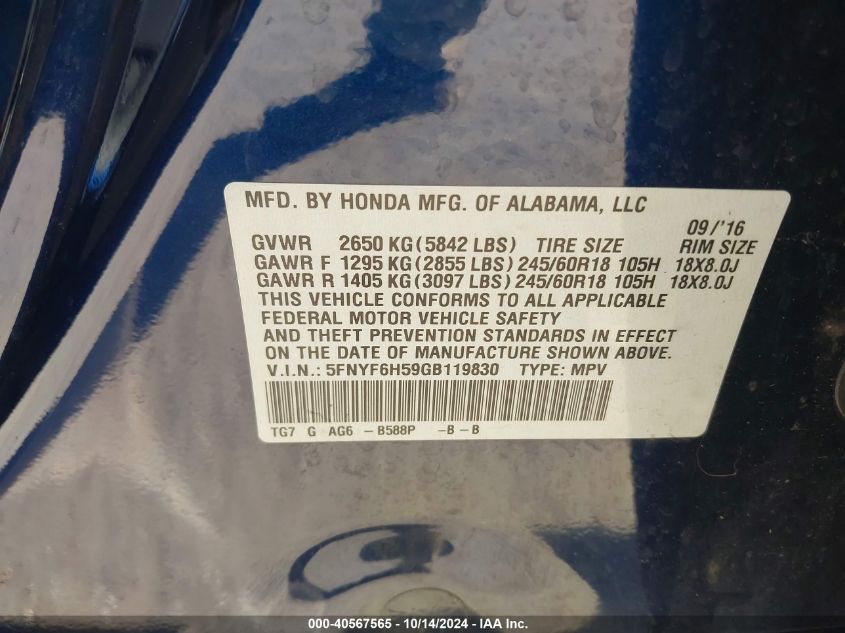 MFD. BY HONDA MFG. OF ALABAMA, LLC
09/'16
GVWR 2650 KG (5842 LBS) TIRE SIZE RIM SIZE
GAWR F 1295 KG (2855 LBS) 245/60R18 105H 18X8.0J
GAWR R 1405 KG (3097 LBS) 245/60R18 105H 18X8.0J
THIS VEHICLE CONFORMS TO ALL APPLICABLE
FEDERAL MOTOR VEHICLE SAFETY
AND THEFT PREVENTION STANDARDS IN EFFECT
ON THE DATE OF MANUFACTURE SHOWN ABOVE.
V.I.N.: 5FNYF6H59GB119830 TYPE: MPV
TG7 G AG6 -B588P -B-B
000-40567565 - 10/14/2024 - IAA Inc.